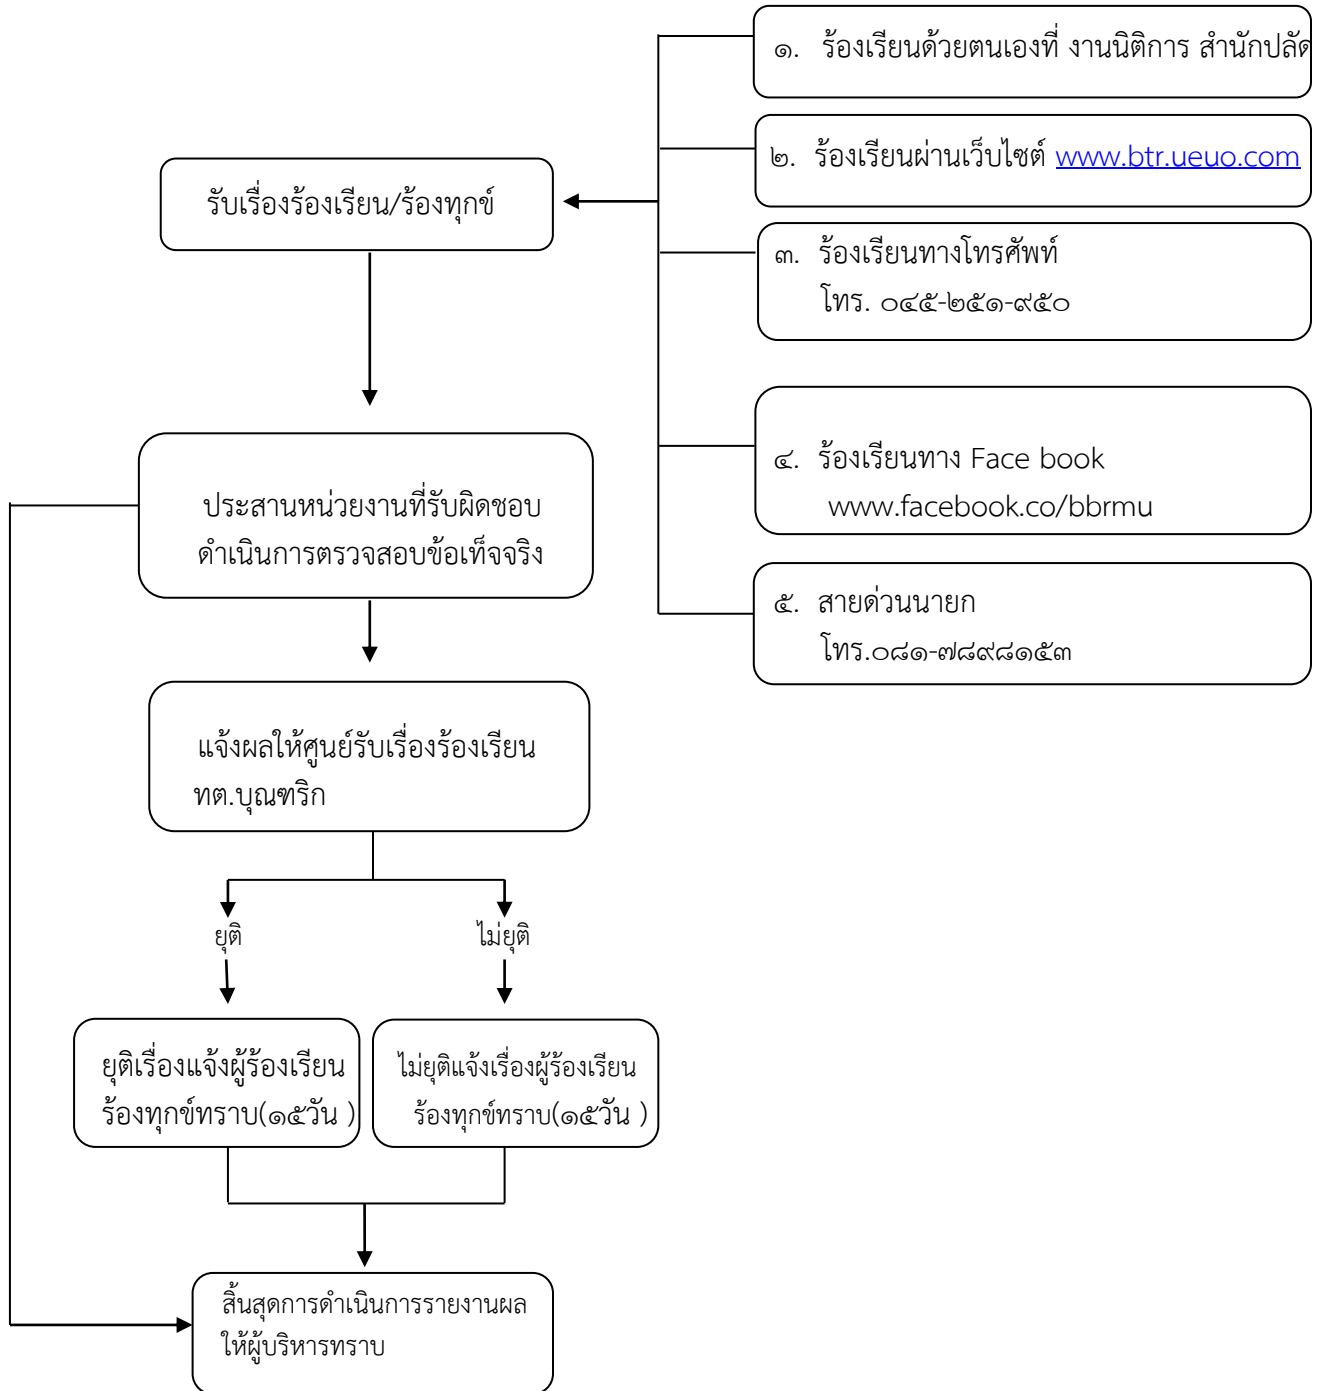 ๑. ร้องเรียนด้วยตนเองที่ งานนิติการ สำนักปลัด
๒. ร้องเรียนผ่านเว็บไซต์ www.btr.ueuo.com
รับเรื่องร้องเรียน/ร้องทุกข์
๓. ร้องเรียนทางโทรศัพท์
โทร. ๐๔๕-๒๕๑-๙๕๐
๔. ร้องเรียนทาง Face book
www.facebook.co/bbrmu
ประสานหน่วยงานที่รับผิดชอบ
ดำเนินการตรวจสอบข้อเท็จจริง
๕. สายด่วนนายก
โทร.๐๘๑-๗๘๙๘๑๕๓
แจ้งผลให้ศูนย์รับเรื่องร้องเรียน
ทต.บุณฑริก
ยุติ
ไม่ยุติ
ยุติเรื่องแจ้งผู้ร้องเรียน
ร้องทุกข์ทราบ(๑๕วัน )
ไม่ยุติแจ้งเรื่องผู้ร้องเรียน
ร้องทุกข์ทราบ(๑๕วัน )
สิ้นสุดการดำเนินการรายงานผล
ให้ผู้บริหารทราบ